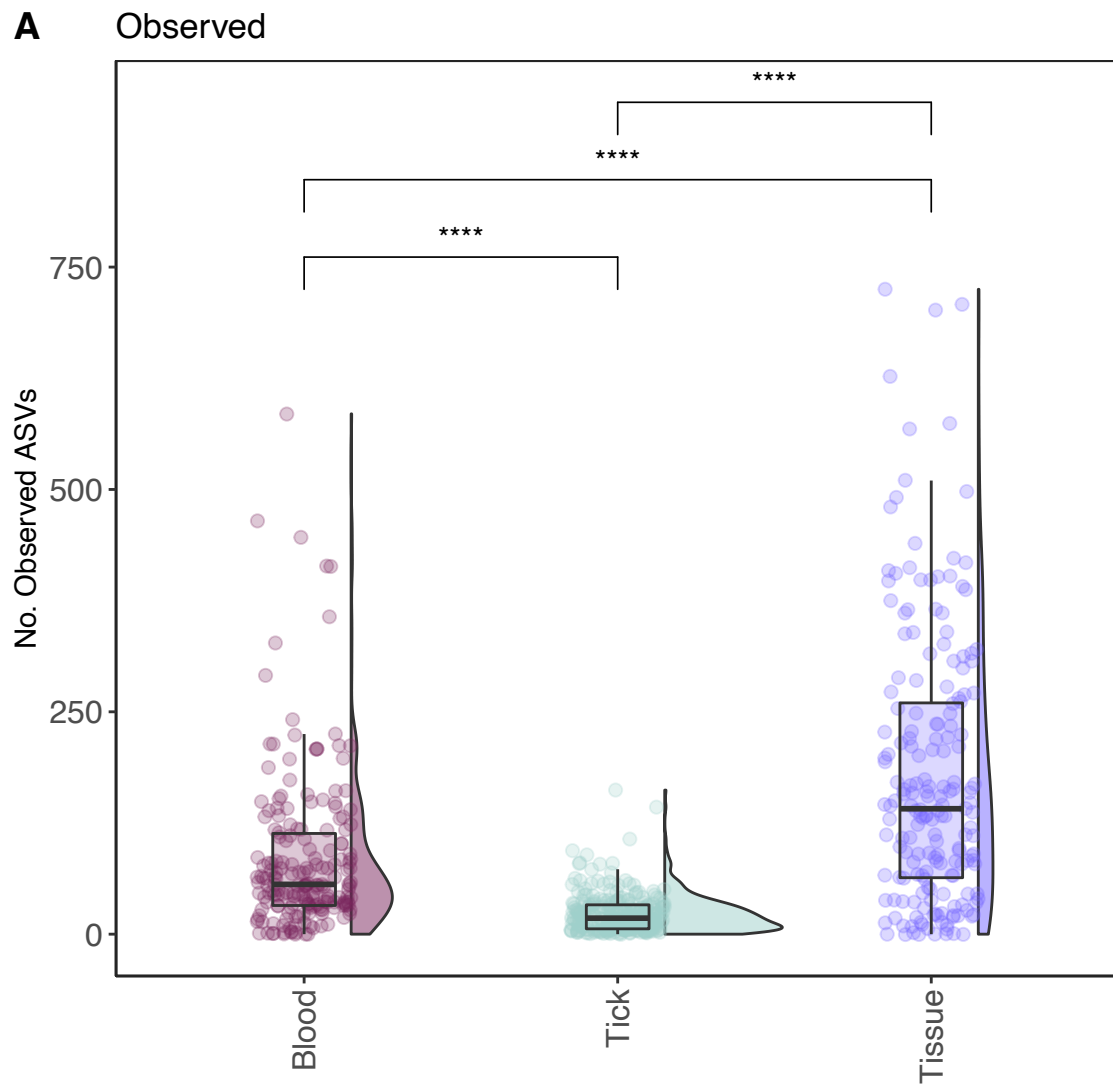 A Observed
****
****
****
No. Observed ASVs
750
500
250
0
Blood
Tick
Tissue